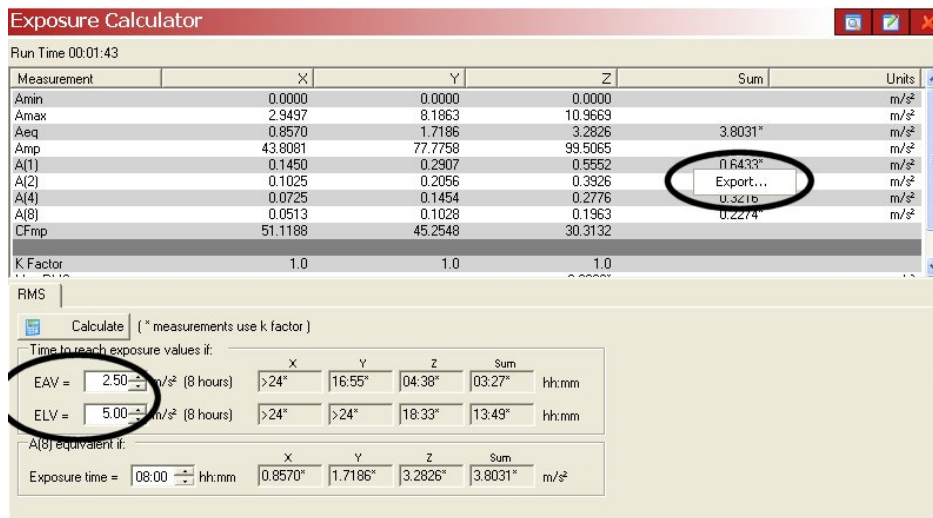 Exposure Calculator
Run Time 00:01:43
Measurement X Y Z Sum Units
Amin 0.0000 0.0000 0.0000 m/s²
Amax 2.9497 8.1863 10.9669 m/s²
Aeq 0.8570 1.7186 3.2826 3.8031* m/s²
Amp 43.8081 77.7758 99.5065 m/s²
A(1) 0.1450 0.2907 0.5552 0.6433* m/s²
A(2) 0.1025 0.2056 0.3926 Export... m/s²
A(4) 0.0725 0.1454 0.2776 0.3216 m/s²
A(8) 0.0513 0.1028 0.1963 0.2274* m/s²
CFmp 51.1188 45.2548 30.3132
K Factor 1.0 1.0 1.0
RMS
Calculate ( * measurements use k factor )
Time to reach exposure values if:
X Y Z Sum
EAV = 2.50 m/s² (8 hours) >24* 16:55* 04:38* 03:27* hh:mm
ELV = 5.00 m/s² (8 hours) >24* >24* 18:33* 13:49* hh:mm
A(8) equivalent if:
X Y Z Sum
Exposure time = 08:00 hh:mm 0.8570* 1.7186* 3.2826* 3.8031* m/s²